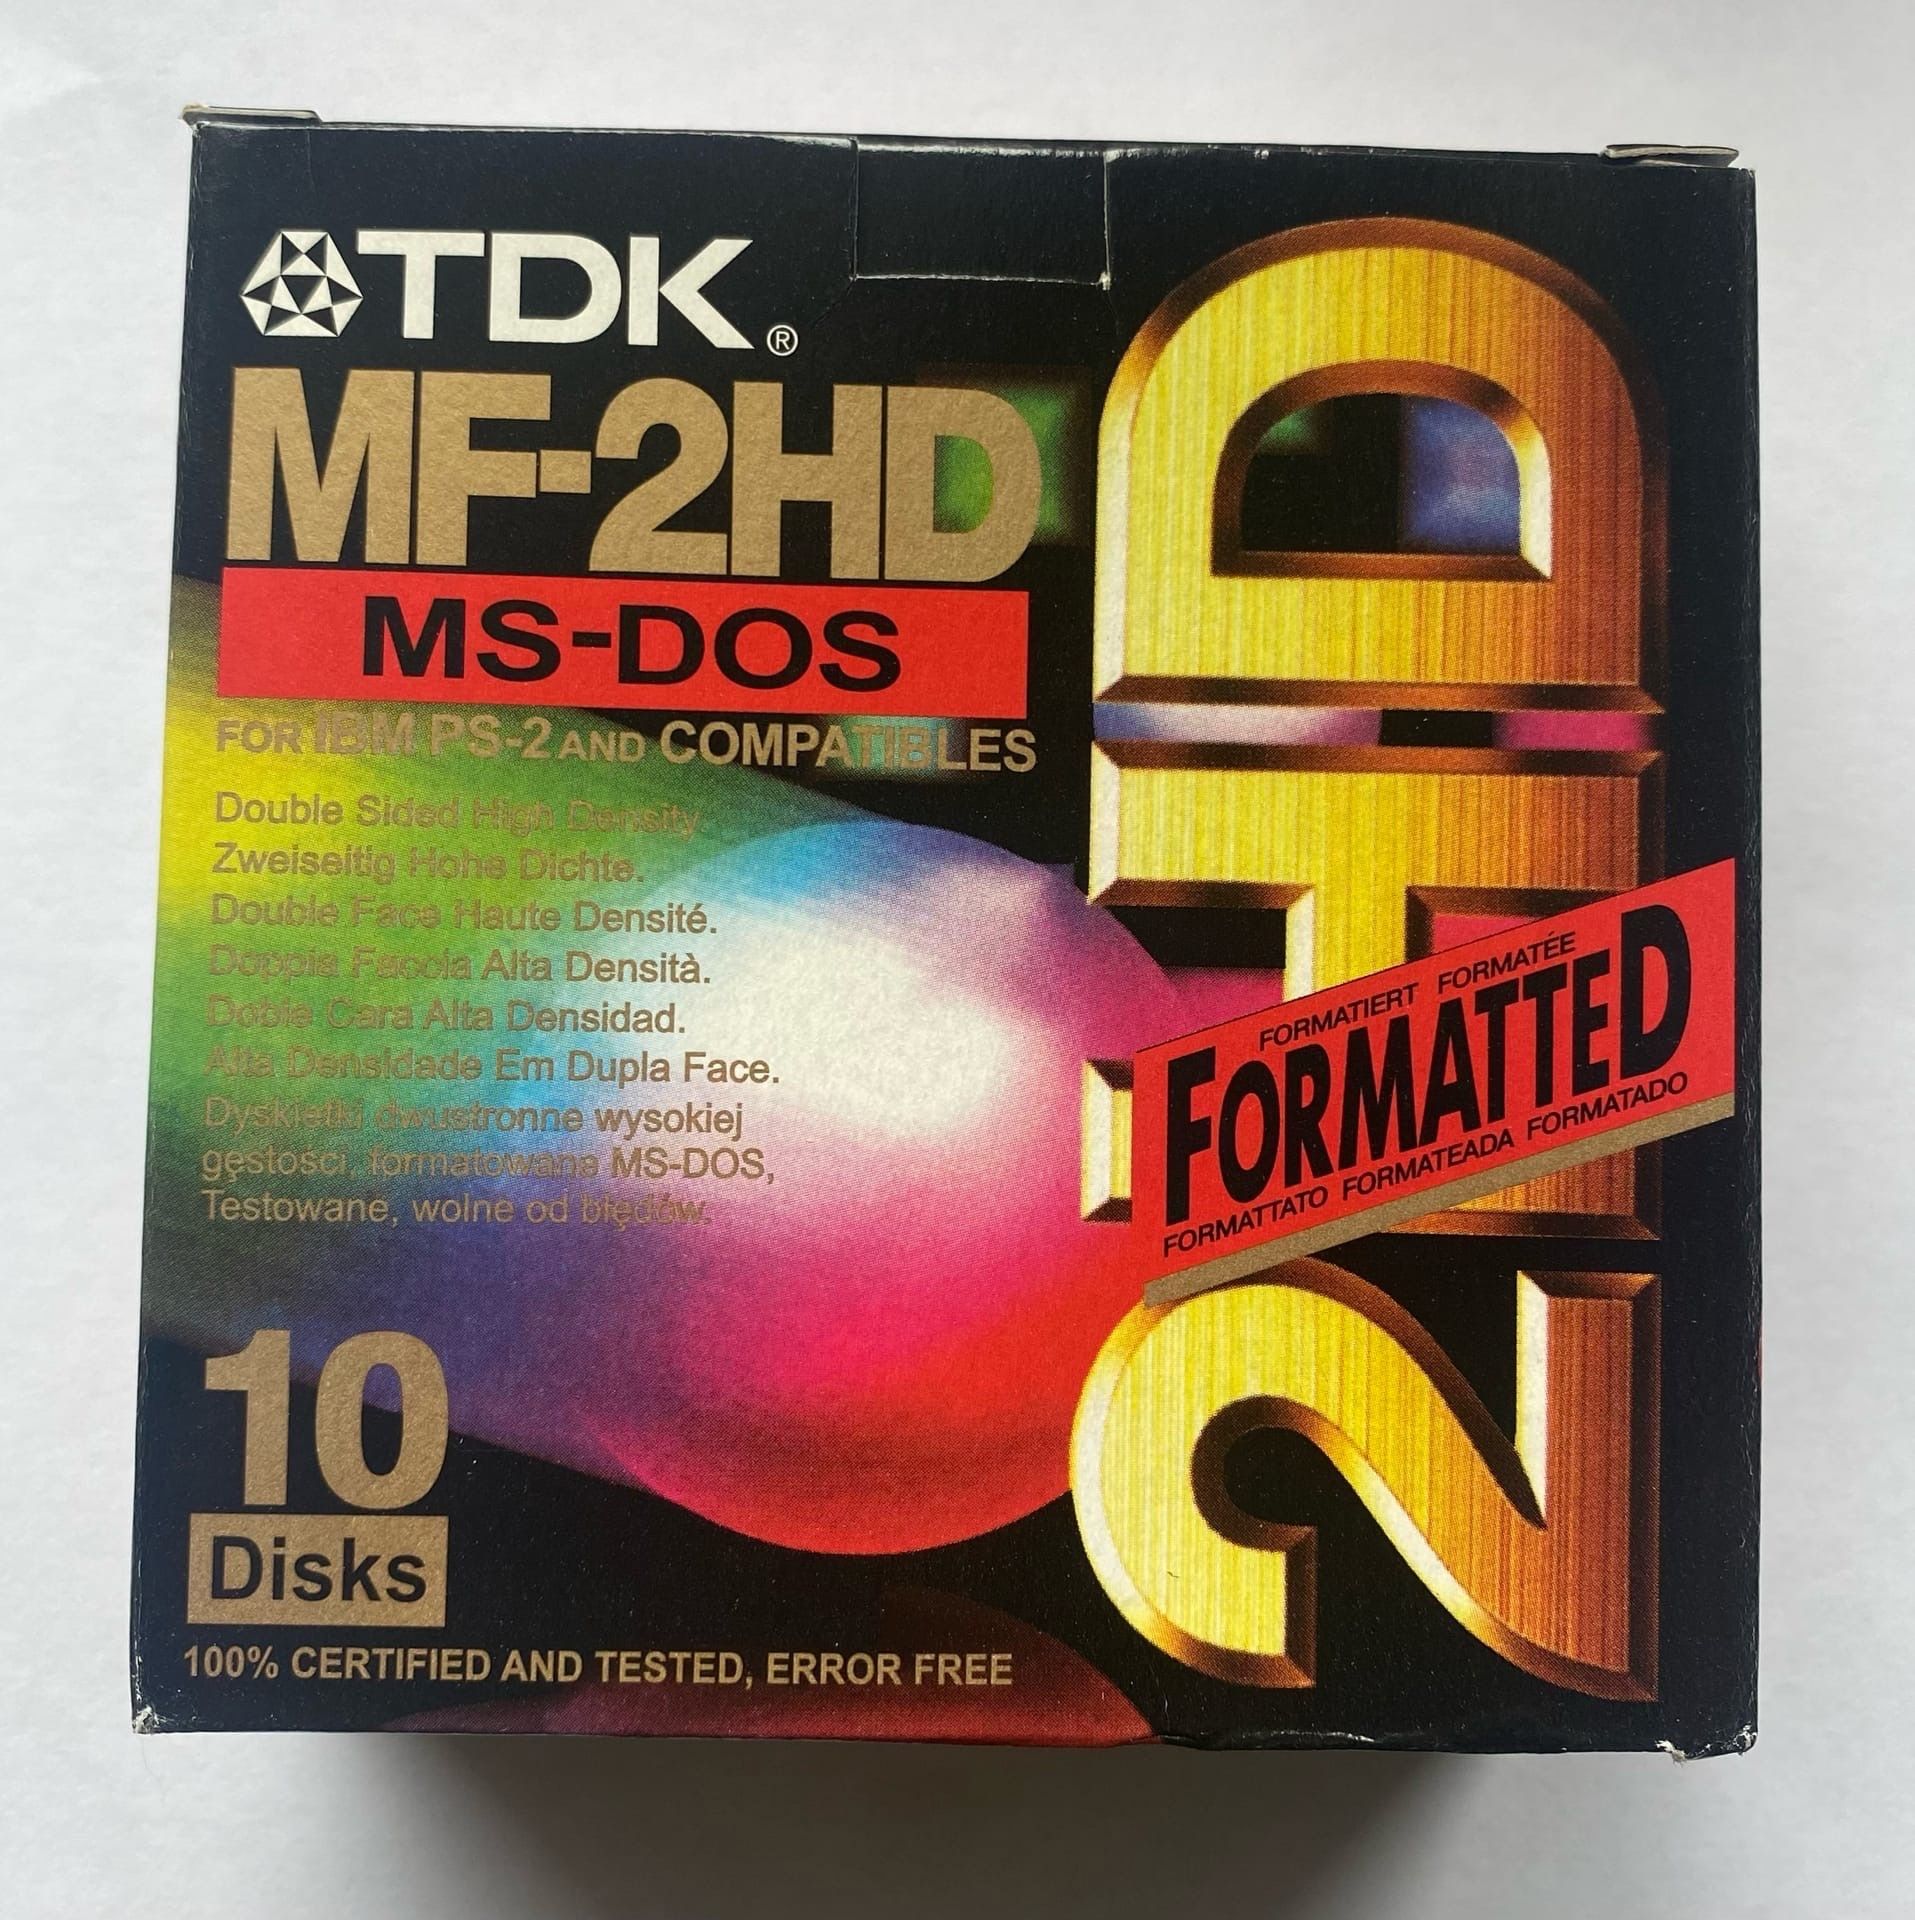 TDK®
MF-2HD
MS-DOS
FOR IBM PS-2 AND COMPATIBLES
Double Sided High Density.
Zweiseitig Hohe Dichte.
Double Face Haute Densité.
Doppia Faccia Alta Densità.
Doble Cara Alta Densidad.
Alta Densidade Em Dupla Face.
Dyskietki dwustronne wysokiej
gęstości, formatowane MS-DOS,
Testowane, wolne od błędów.
10
Disks
100% CERTIFIED AND TESTED, ERROR FREE
2HD
FORMATIERT FORMATÉE
FORMATTED
FORMATTATO FORMATEADA FORMATADO